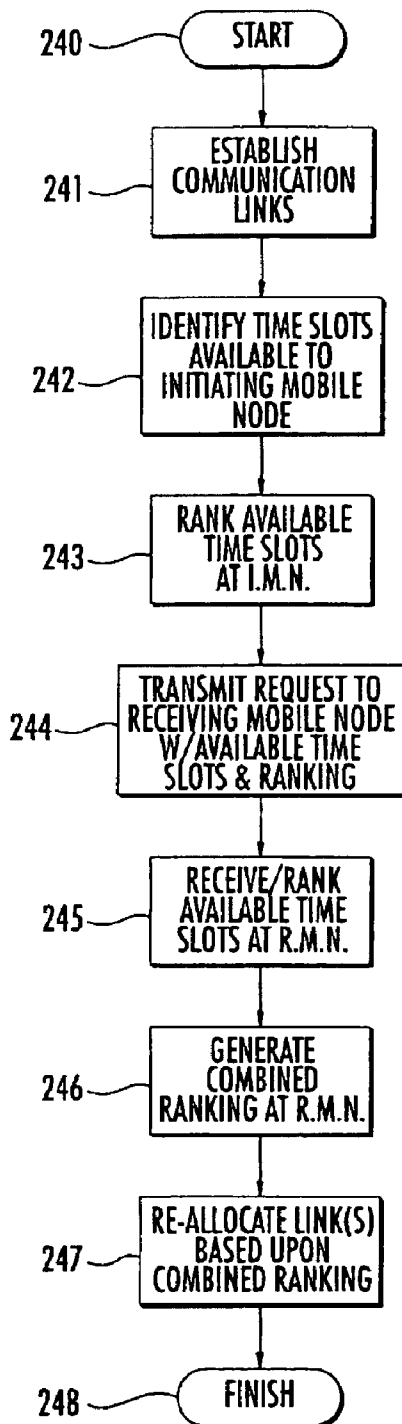 240
START
241
ESTABLISH
COMMUNICATION
LINKS
242
IDENTIFY TIME SLOTS
AVAILABLE TO
INITIATING MOBILE
NODE
243
RANK AVAILABLE
TIME SLOTS
AT I.M.N.
244
TRANSMIT REQUEST TO
RECEIVING MOBILE NODE
W/AVAILABLE TIME
SLOTS & RANKING
245
RECEIVE/RANK
AVAILABLE TIME
SLOTS AT R.M.N.
246
GENERATE
COMBINED
RANKING AT R.M.N.
247
RE-ALLOCATE LINK(S)
BASED UPON
COMBINED RANKING
248
FINISH